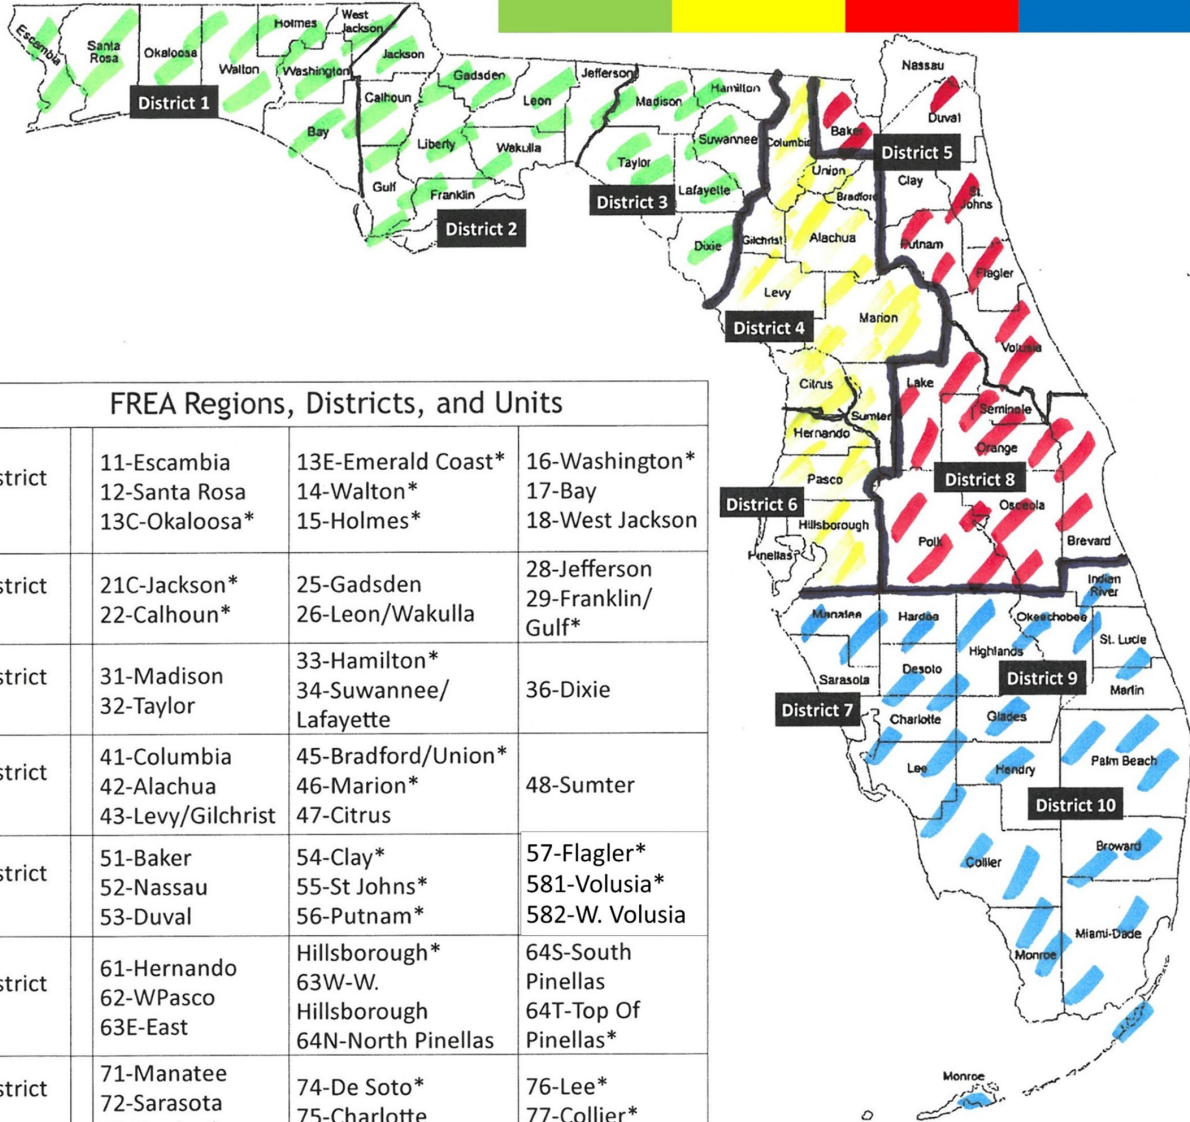 Escambia
Santa
Rosa
Okaloosa
Walton
Holmes
Washington
West
Jackson
Jackson
Calhoun
Bay
Gulf
Gadsden
Liberty
Franklin
Leon
Wakulla
Jefferson
Madison
Taylor
Hamilton
Suwannee
Lafayette
Dixie
District 1
District 2
District 3
Columbia
Baker
Nassau
Duval
District 5
Union
Bradford
Clay
St.
Johns
Gilchrist
Alachua
Putnam
Flagler
Levy
Marion
District 4
Volusia
Citrus
Sumter
Lake
Seminole
Hernando
Orange
Pasco
District 8
District 6
Hillsborough
Osceola
Pinellas
Polk
Brevard
Indian
River
Manatee
Hardee
Okeechobee
Highlands
St. Lucie
Desoto
Sarasota
District 9
Martin
District 7
Charlotte
Glades
Lee
Hendry
Palm Beach
District 10
Collier
Broward
Monroe
Miami-Dade
Monroe
FREA Regions, Districts, and Units
strict
11-Escambia
12-Santa Rosa
13C-Okaloosa*
13E-Emerald Coast*
14-Walton*
15-Holmes*
16-Washington*
17-Bay
18-West Jackson
strict
21C-Jackson*
22-Calhoun*
25-Gadsden
26-Leon/Wakulla
28-Jefferson
29-Franklin/
Gulf*
strict
31-Madison
32-Taylor
33-Hamilton*
34-Suwannee/
Lafayette
36-Dixie
strict
41-Columbia
42-Alachua
43-Levy/Gilchrist
45-Bradford/Union*
46-Marion*
47-Citrus
48-Sumter
strict
51-Baker
52-Nassau
53-Duval
54-Clay*
55-St Johns*
56-Putnam*
57-Flagler*
581-Volusia*
582-W. Volusia
strict
61-Hernando
62-WPasco
63E-East
Hillsborough*
63W-W.
Hillsborough
64N-North Pinellas
64S-South
Pinellas
64T-Top Of
Pinellas*
strict
71-Manatee
72-Sarasota
74-De Soto*
75-Charlotte
76-Lee*
77-Collier*